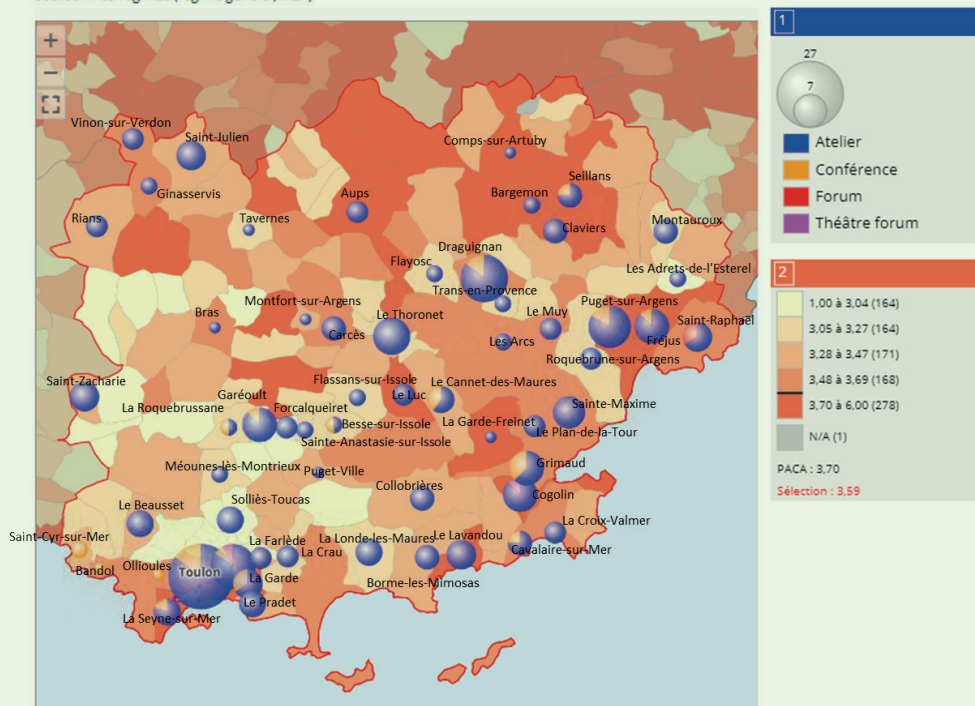 +
−
Vinon-sur-Verdon
Saint-Julien
Ginasservis
Rians
Tavernes
Aups
Comps-sur-Artuby
Seillans
Bargemon
Claviers
Montauroux
Draguignan
Flayosc
Trans-en-Provence
Les Adrets-de-l'Esterel
Bras
Montfort-sur-Argens
Carcès
Le Thoronet
Puget-sur-Argens
Le Muy
Saint-Raphaël
Fréjus
Les Arcs
Roquebrune-sur-Argens
Saint-Zacharie
Flassans-sur-Issole
Le Cannet-des-Maures
Garéoult
Le Luc
La Roquebrussane
Forcalqueiret
Sainte-Maxime
La Garde-Freinet
Besse-sur-Issole
Le Plan-de-la-Tour
Sainte-Anastasie-sur-Issole
Méounes-lès-Montrieux
Puget-Ville
Grimaud
Collobrières
Cogolin
Le Beausset
Solliès-Toucas
La Croix-Valmer
Saint-Cyr-sur-Mer
La Farlède
La Londe-les-Maures
Le Lavandou
La Crau
Cavalaire-sur-Mer
Bandol
Ollioules
Toulon
La Garde
Borme-les-Mimosas
Le Pradet
La Seyne-sur-Mer
1
27
7
Atelier
Conférence
Forum
Théâtre forum
2
1,00 à 3,04 (164)
3,05 à 3,27 (164)
3,28 à 3,47 (171)
3,48 à 3,69 (168)
3,70 à 6,00 (278)
N/A (1)
PACA : 3,70
Sélection : 3,59